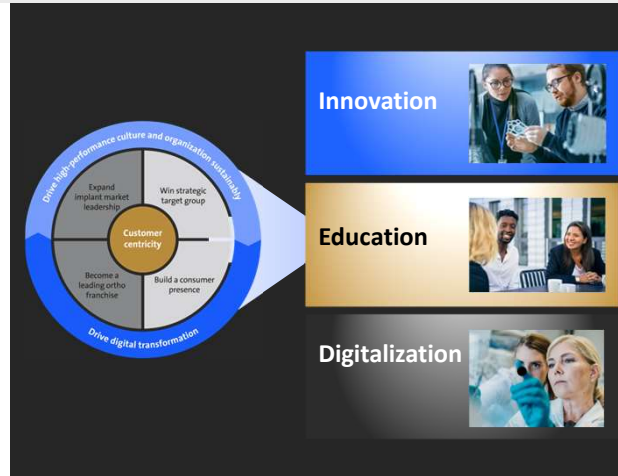 Drive high-performance culture and organization sustainably
Expand
implant market
leadership
Win strategic
target group
Customer
centricity
Become a
leading ortho
franchise
Build a consumer
presence
Drive digital transformation
Innovation
Education
Digitalization